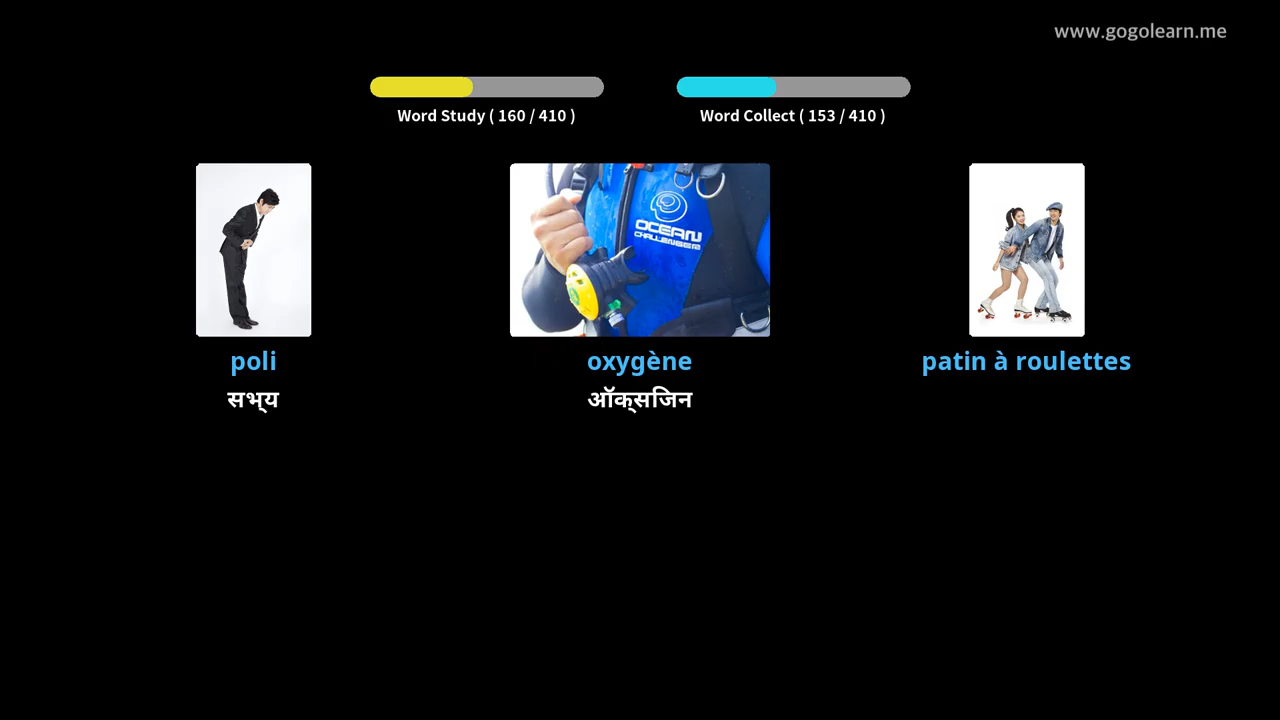 www.gogolearn.me
Word Study ( 160 / 410 )
Word Collect ( 153 / 410 )
OCEAN
CHALLENGER
poli
oxygène
patin à roulettes
सभ्य
ऑक्सजिन